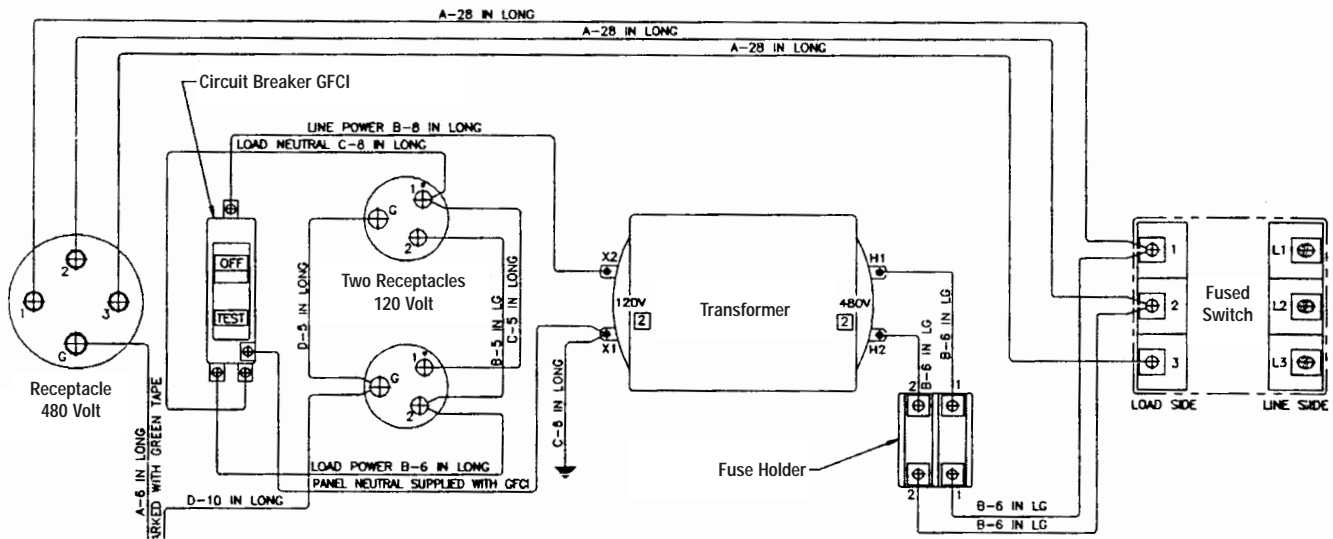 A-28 IN LONG
A-28 IN LONG
A-28 IN LONG
Circuit Breaker GFCI
LINE POWER B-8 IN LONG
LOAD NEUTRAL C-8 IN LONG
1
G
2
OFF
TEST
D-5 IN LONG
Two Receptacles
120 Volt
B-5 IN LG
C-5 IN LONG
1
G
2
2
1
3
G
Receptacle
480 Volt
A-6 IN LONG
ARKED WITH GREEN TAPE
D-10 IN LONG
LOAD POWER B-6 IN LONG
PANEL NEUTRAL SUPPLIED WITH GFCI
C-8 IN LONG
X2
120V
2
X1
Transformer
H1
480V
2
H2
B-6 IN LG
B-6 IN LG
2 1
Fuse Holder
2 1
B-6 IN LG
B-6 IN LG
1
2
3
Fused
Switch
L1
L2
L3
LOAD SIDE
LINE SIDE